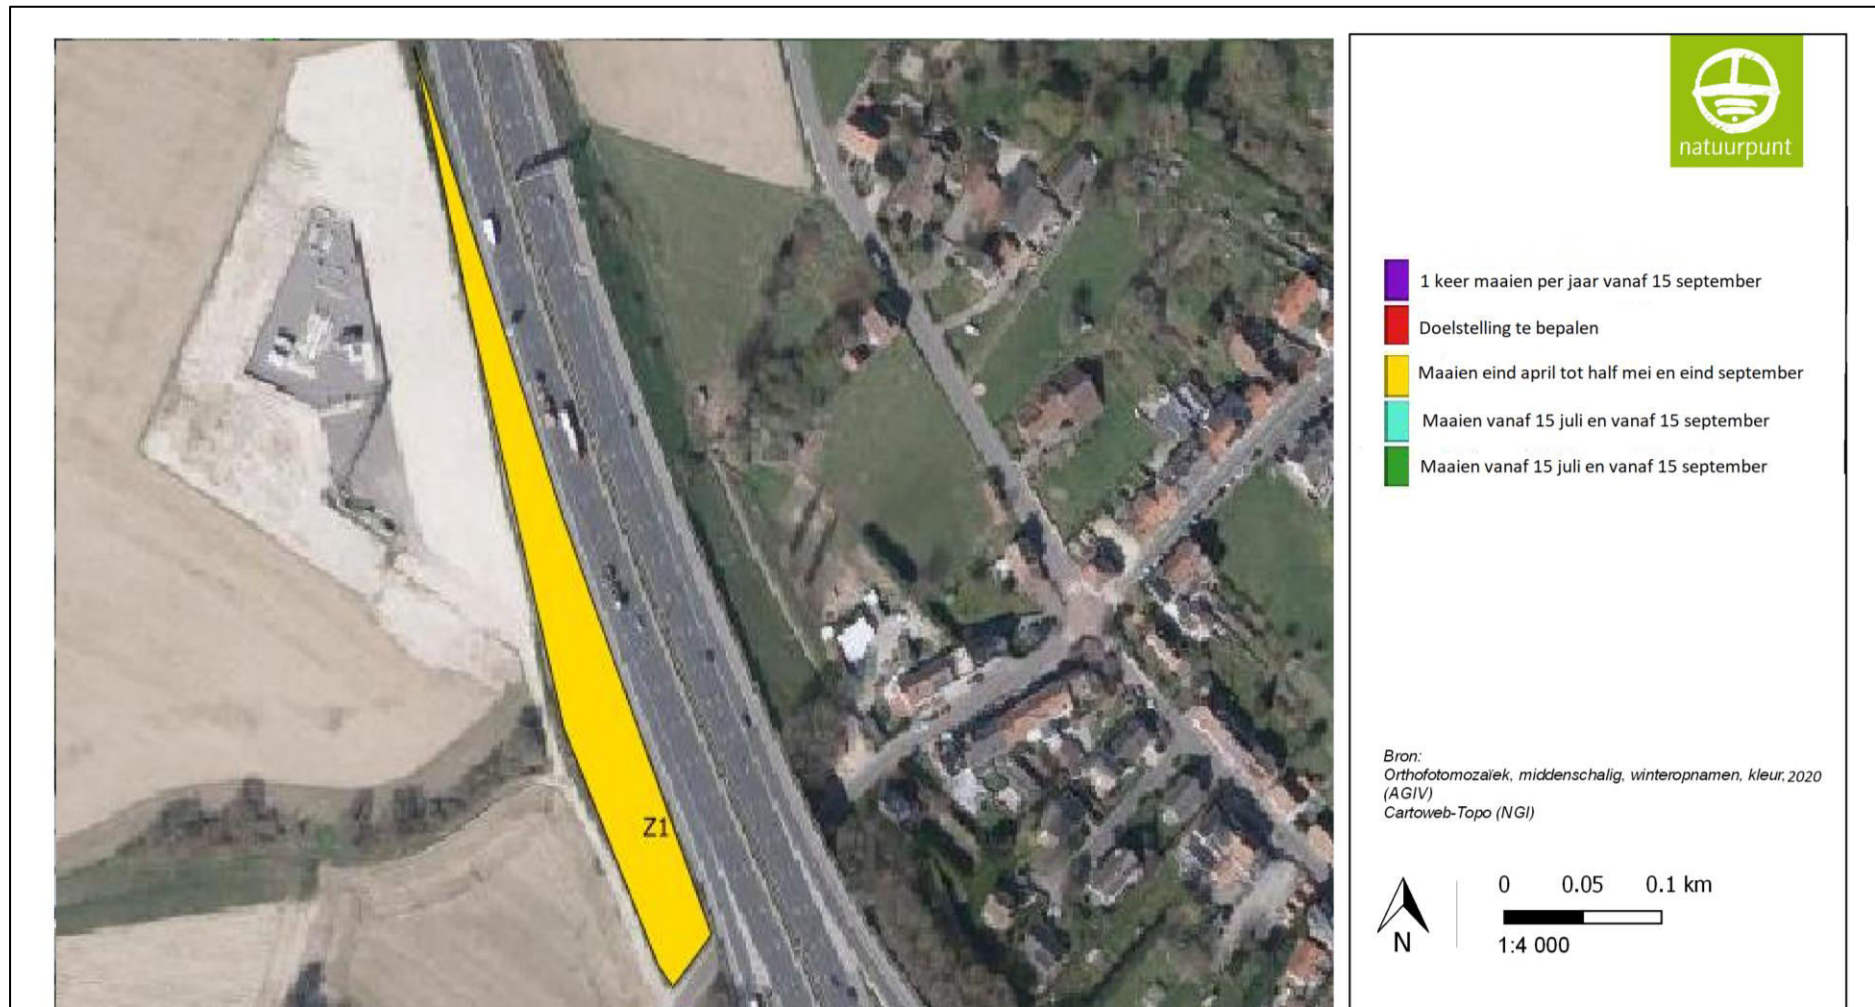 natuurpunt
1 keer maaien per jaar vanaf 15 september
Doelstelling te bepalen
Maaien eind april tot half mei en eind september
Maaien vanaf 15 juli en vanaf 15 september
Maaien vanaf 15 juli en vanaf 15 september
Z1
Bron:
Orthofotomozaïek, middenschalig, winteropnamen, kleur, 2020
(AGIV)
Cartoweb-Topo (NGI)
0 0.05 0.1 km
N
1:4 000